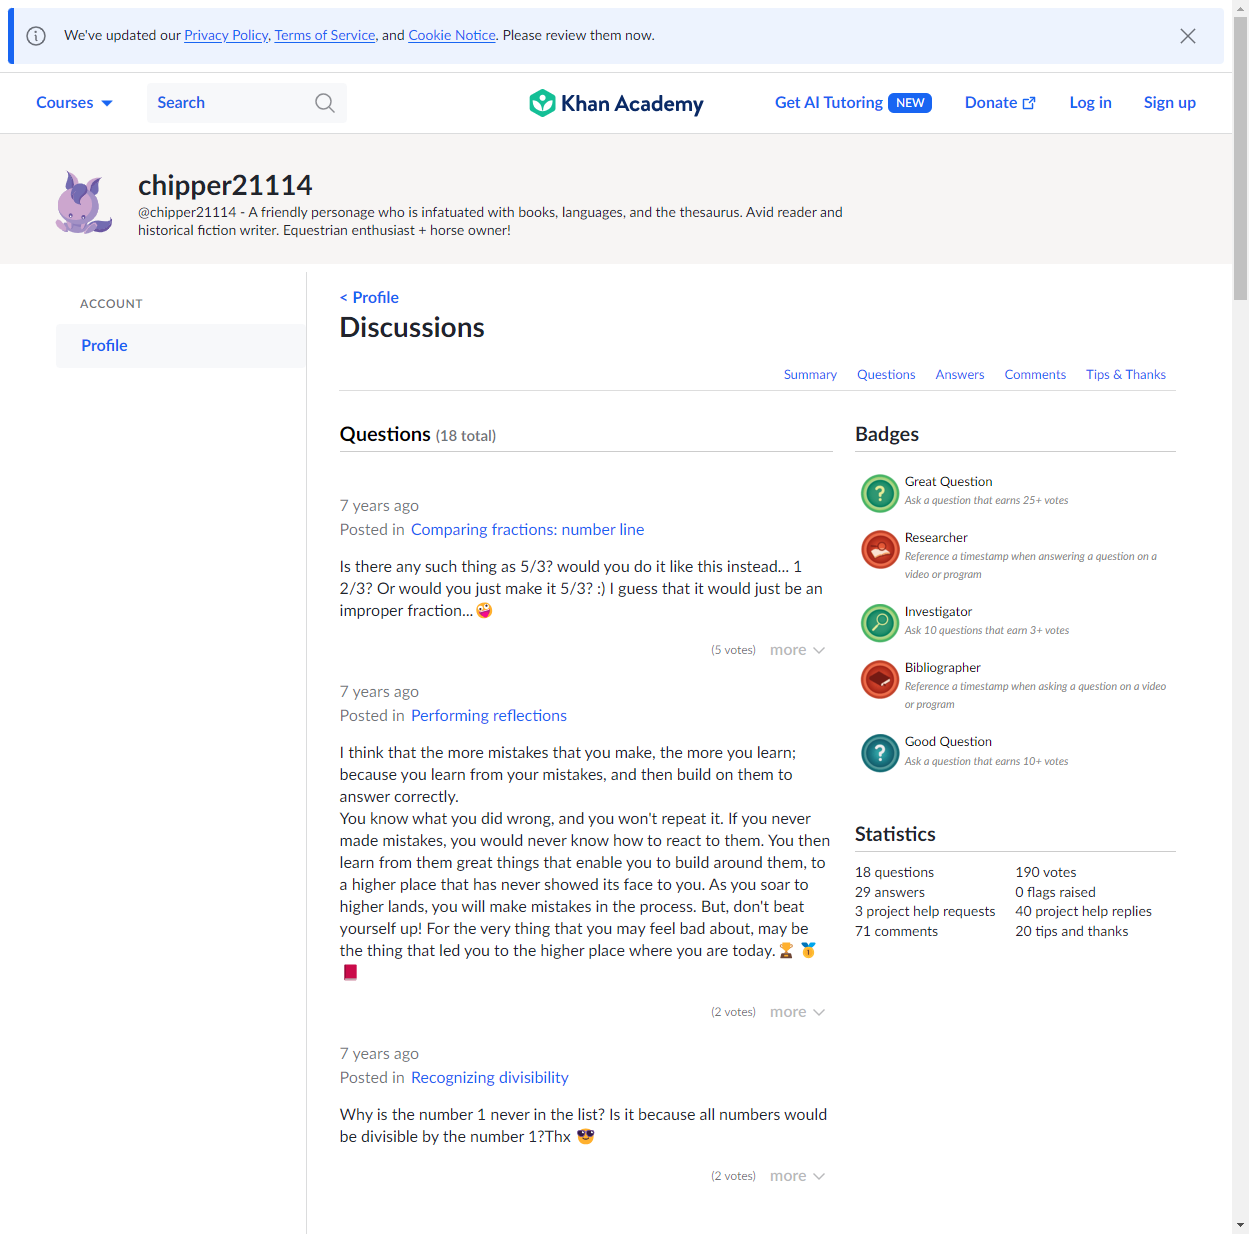 We've updated our Privacy Policy, Terms of Service, and Cookie Notice. Please review them now.
Courses
Search
Khan Academy
Get AI Tutoring NEW
Donate
Log in
Sign up
chipper21114
@chipper21114 - A friendly personage who is infatuated with books, languages, and the thesaurus. Avid reader and
historical fiction writer. Equestrian enthusiast + horse owner!
ACCOUNT
Profile
< Profile
Discussions
Summary
Questions
Answers
Comments
Tips & Thanks
Questions (18 total)
7 years ago
Posted in Comparing fractions: number line
Is there any such thing as 5/3? would you do it like this instead... 1
2/3? Or would you just make it 5/3? :) I guess that it would just be an
improper fraction...🤪
(5 votes)
more
7 years ago
Posted in Performing reflections
I think that the more mistakes that you make, the more you learn;
because you learn from your mistakes, and then build on them to
answer correctly.
You know what you did wrong, and you won't repeat it. If you never
made mistakes, you would never know how to react to them. You then
learn from them great things that enable you to build around them, to
a higher place that has never showed its face to you. As you soar to
higher lands, you will make mistakes in the process. But, don't beat
yourself up! For the very thing that you may feel bad about, may be
the thing that led you to the higher place where you are today. 🏆 🥇
📕
(2 votes)
more
7 years ago
Posted in Recognizing divisibility
Why is the number 1 never in the list? Is it because all numbers would
be divisible by the number 1?Thx 😎
(2 votes)
more
Badges
Great Question
Ask a question that earns 25+ votes
Researcher
Reference a timestamp when answering a question on a
video or program
Investigator
Ask 10 questions that earn 3+ votes
Bibliographer
Reference a timestamp when asking a question on a video
or program
Good Question
Ask a question that earns 10+ votes
Statistics
18 questions
190 votes
29 answers
0 flags raised
3 project help requests
40 project help replies
71 comments
20 tips and thanks